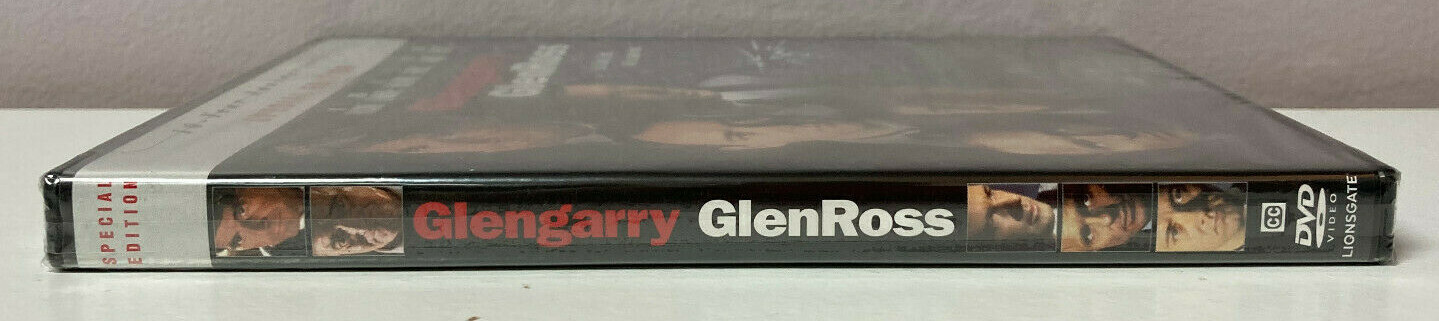 SPECIAL
EDITION
Glengarry GlenRoss
CC
DVD
VIDEO
LIONSGATE